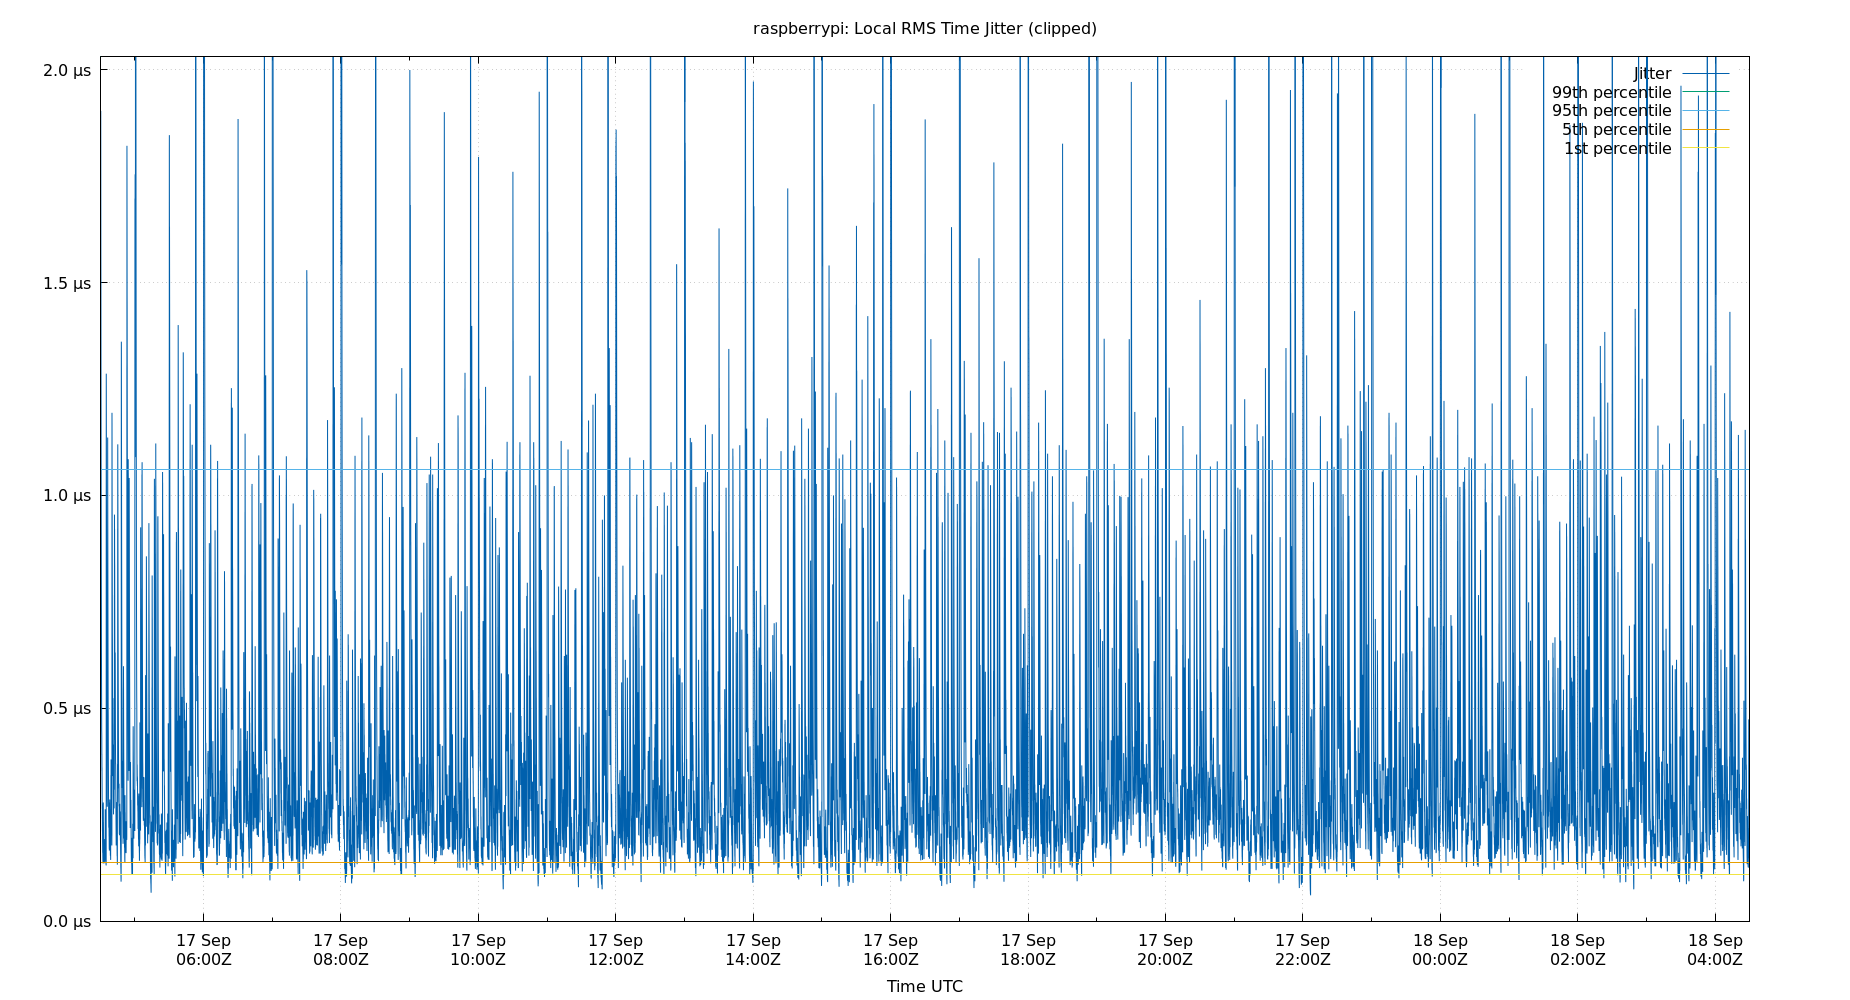 raspberrypi: Local RMS Time Jitter (clipped)
2.0 µs
1.5 µs
1.0 µs
0.5 µs
0.0 µs
Jitter
99th percentile
95th percentile
5th percentile
1st percentile
17 Sep 17 Sep 17 Sep 17 Sep 17 Sep 17 Sep 17 Sep 17 Sep 17 Sep 18 Sep 18 Sep 18 Sep
06:00Z 08:00Z 10:00Z 12:00Z 14:00Z 16:00Z 18:00Z 20:00Z 22:00Z 00:00Z 02:00Z 04:00Z
Time UTC